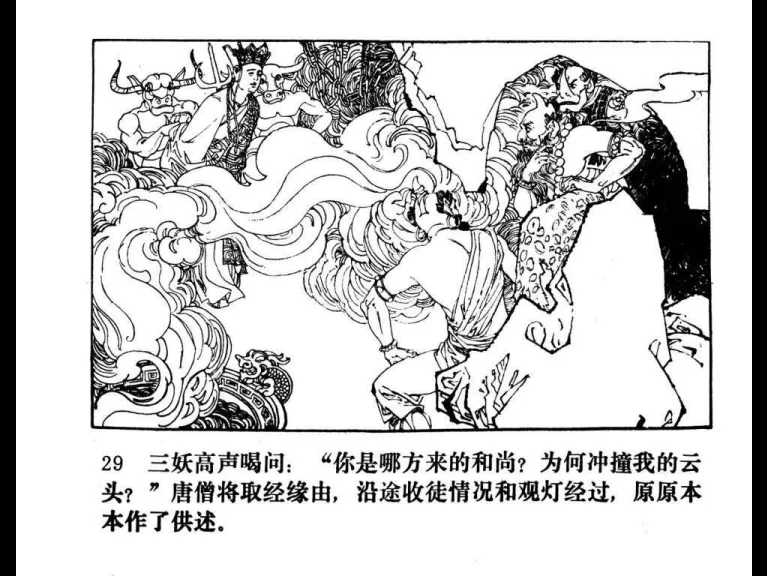 29 三妖高声喝问：“你是哪方来的和尚？为何冲撞我的云
头？”唐僧将取经缘由，沿途收徒情况和观灯经过，原原本
本作了供述。